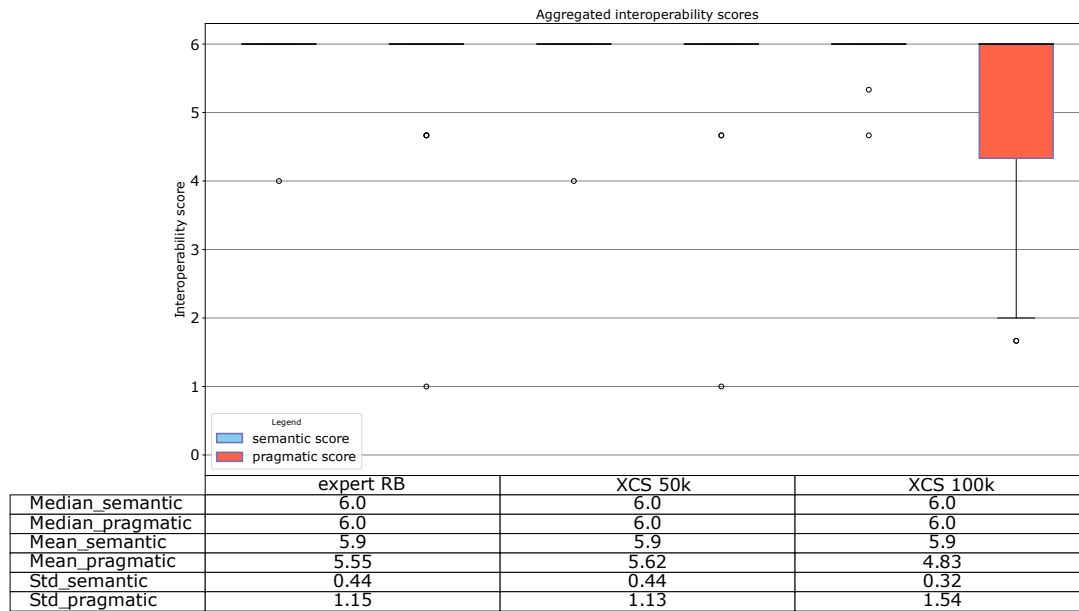 Aggregated interoperability scores
Interoperability score
6
5
4
3
2
1
0
Legend
semantic score
pragmatic score
expert RB XCS 50k XCS 100k
Median_semantic 6.0 6.0 6.0
Median_pragmatic 6.0 6.0 6.0
Mean_semantic 5.9 5.9 5.9
Mean_pragmatic 5.55 5.62 4.83
Std_semantic 0.44 0.44 0.32
Std_pragmatic 1.15 1.13 1.54